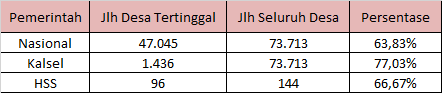 Pemerintah Jlh Desa Tertinggal Jlh Seluruh Desa Persentase
Nasional 47.045 73.713 63,83%
Kalsel 1.436 73.713 77,03%
HSS 96 144 66,67%